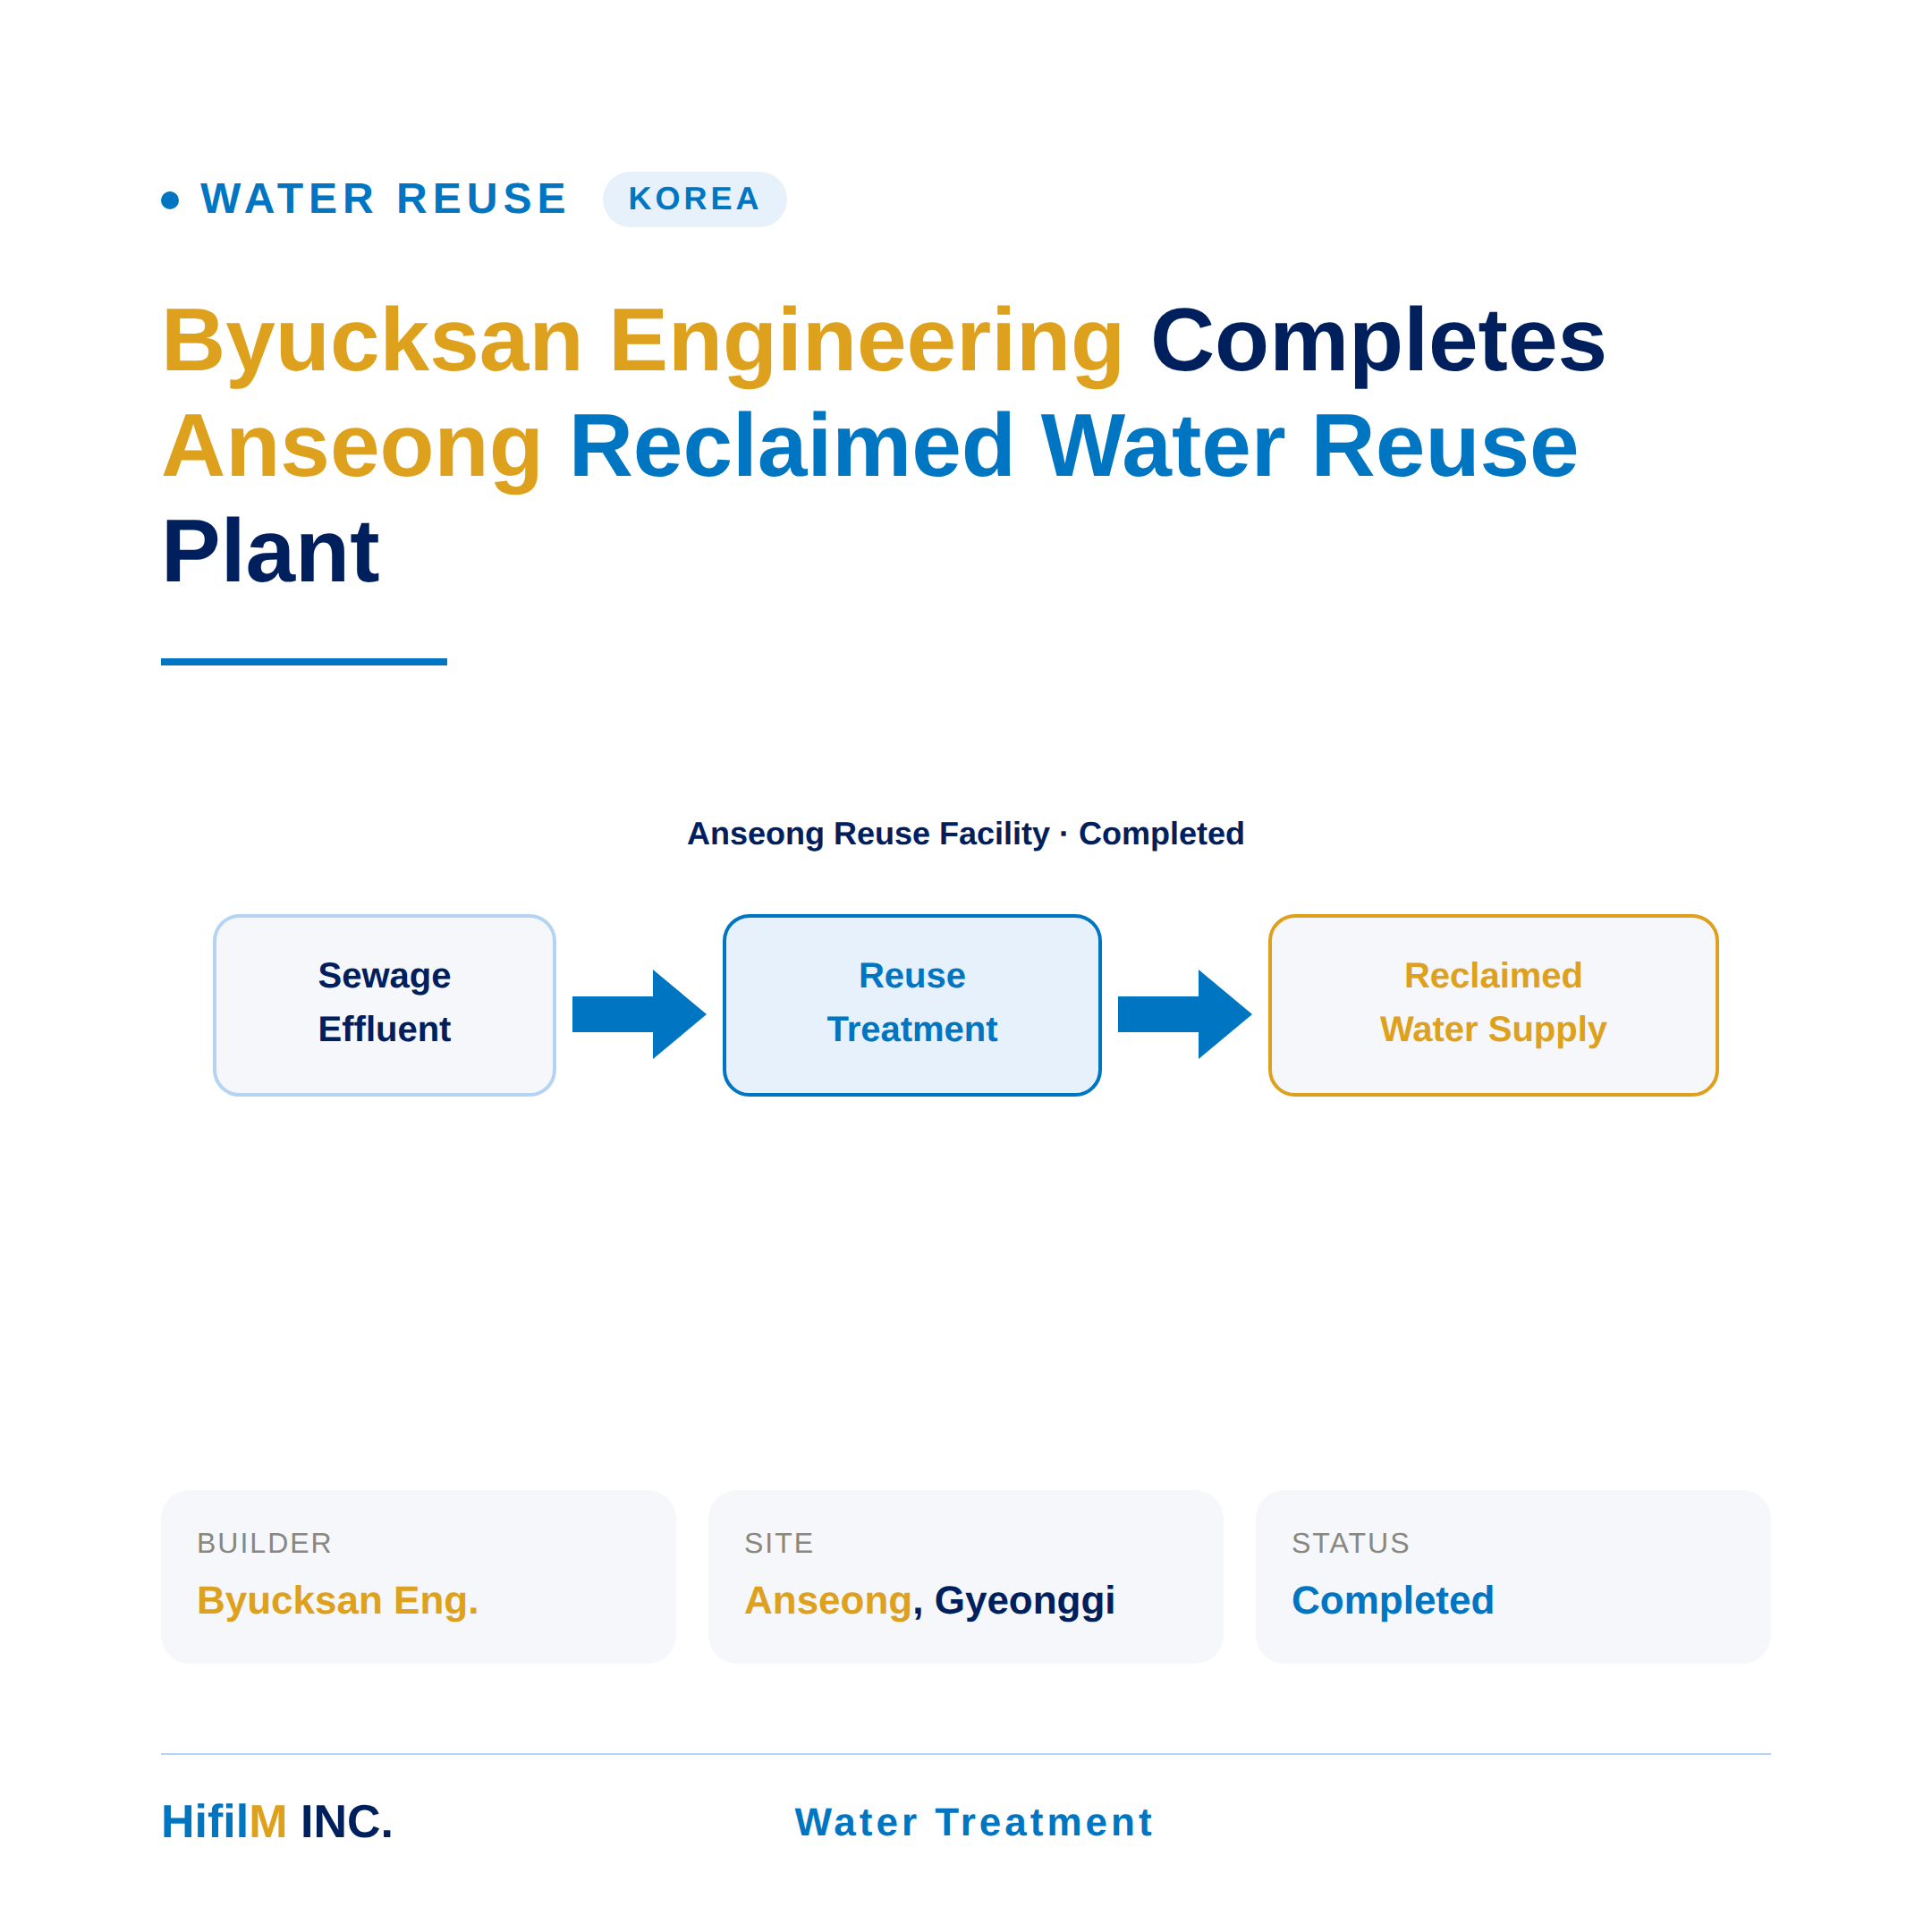 WATER REUSE KOREA
Byucksan Engineering Completes
Anseong Reclaimed Water Reuse
Plant
Anseong Reuse Facility · Completed
Sewage
Effluent
Reuse
Treatment
Reclaimed
Water Supply
BUILDER
Byucksan Eng.
SITE
Anseong, Gyeonggi
STATUS
Completed
HifilM INC.
Water Treatment